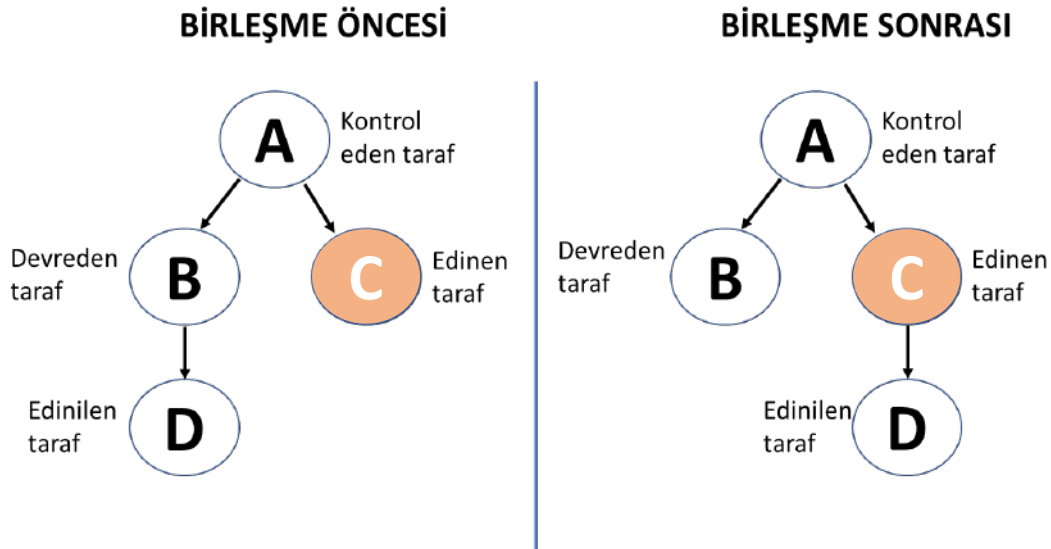 BİRLEŞME ÖNCESİ
A
Kontrol
eden taraf
Devreden
taraf
B
C
Edinen
taraf
Edinilen
taraf
D
BİRLEŞME SONRASI
A
Kontrol
eden taraf
Devreden
taraf
B
C
Edinen
taraf
Edinilen
taraf
D